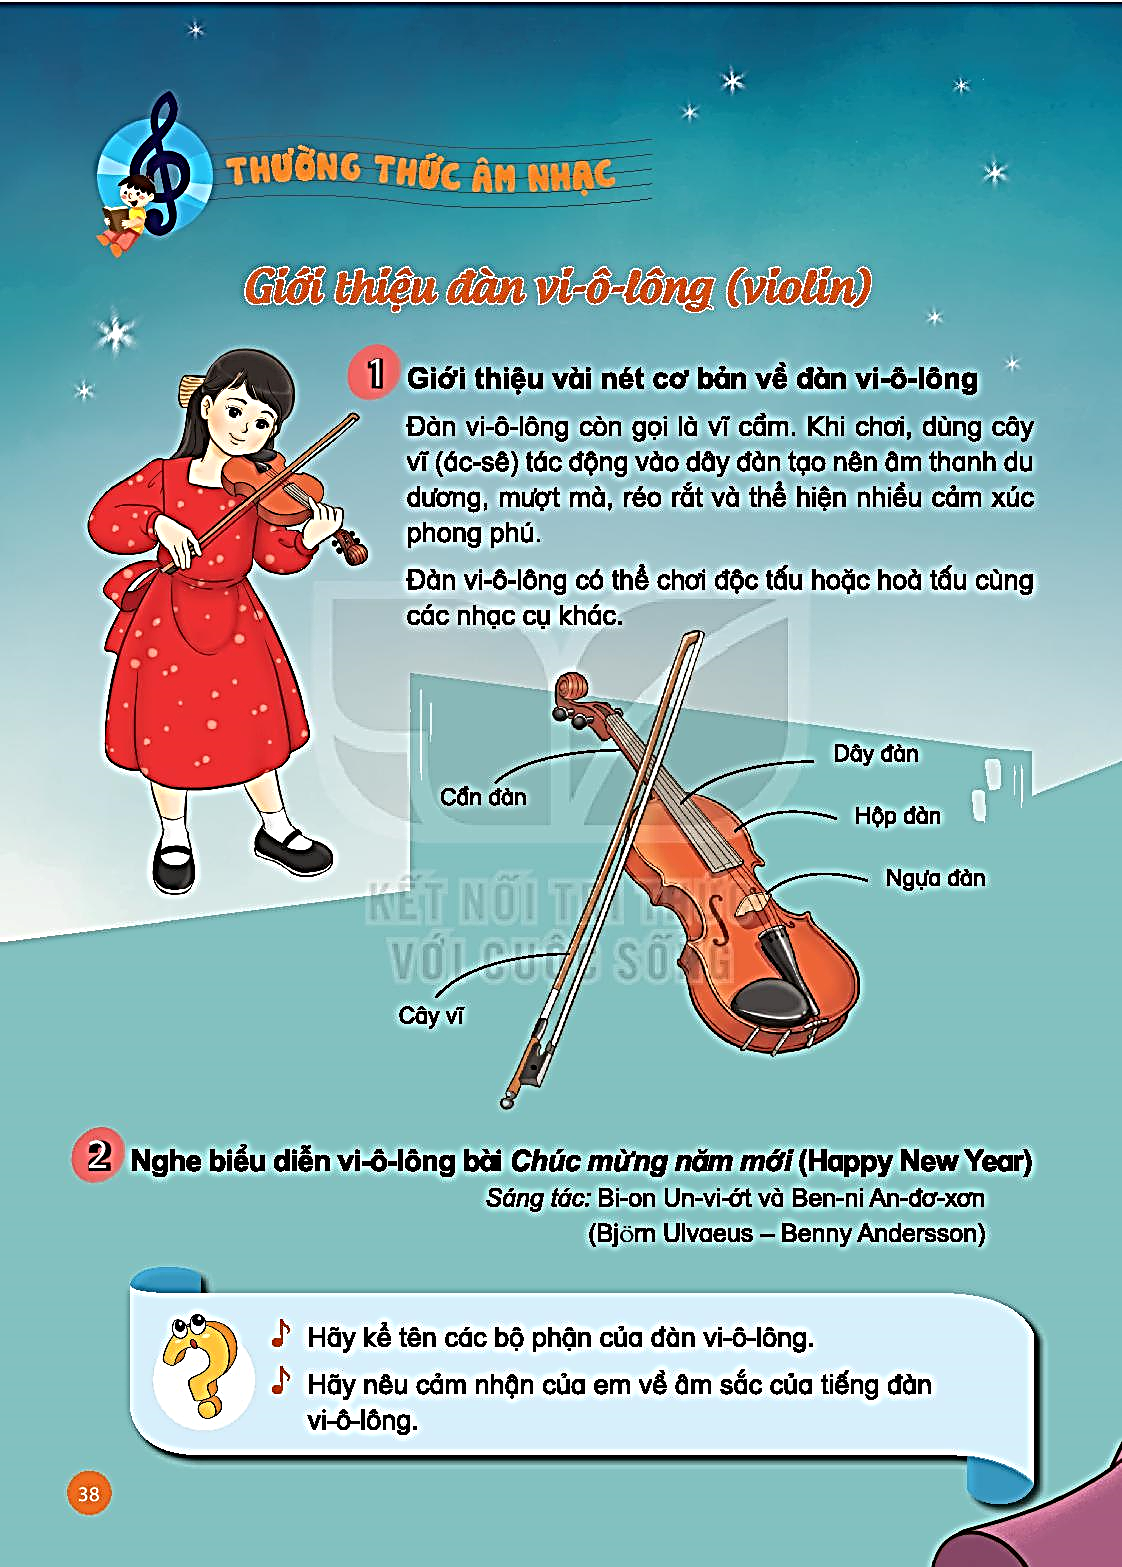 THƯỜNG THỨC ÂM NHẠC
Giới thiệu đàn vi-ô-lông (violin)
1 Giới thiệu vài nét cơ bản về đàn vi-ô-lông
Đàn vi-ô-lông còn gọi là vĩ cầm. Khi chơi, dùng cây
vĩ (ác-sê) tác động vào dây đàn tạo nên âm thanh du
dương, mượt mà, réo rắt và thể hiện nhiều cảm xúc
phong phú.
Đàn vi-ô-lông có thể chơi độc tấu hoặc hoà tấu cùng
các nhạc cụ khác.
Dây đàn
Cần đàn
Hộp đàn
Ngựa đàn
KẾT NỐI TRI THỨC
VỚI CUỘC SỐNG
Cây vĩ
2 Nghe biểu diễn vi-ô-lông bài Chúc mừng năm mới (Happy New Year)
Sáng tác: Bi-on Un-vi-ớt và Ben-ni An-đơ-xơn
(Björn Ulvaeus – Benny Andersson)
Hãy kể tên các bộ phận của đàn vi-ô-lông.
Hãy nêu cảm nhận của em về âm sắc của tiếng đàn
vi-ô-lông.
38